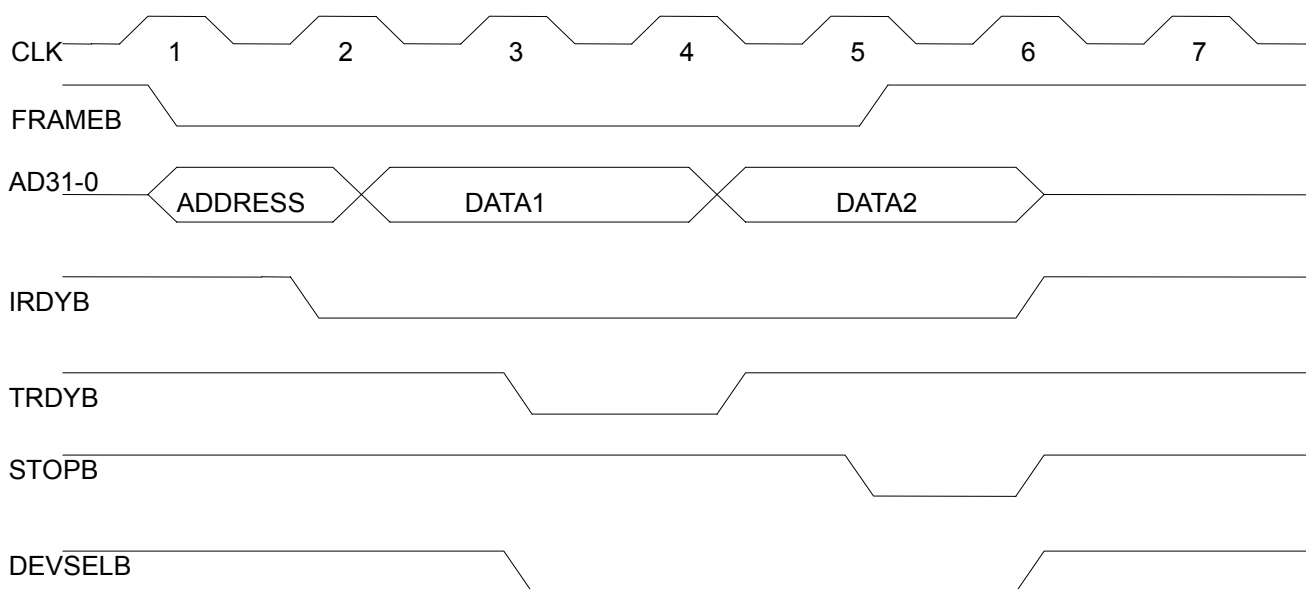 CLK 1 2 3 4 5 6 7
FRAMEB
AD31-0 ADDRESS DATA1 DATA2
IRDYB
TRDYB
STOPB
DEVSELB